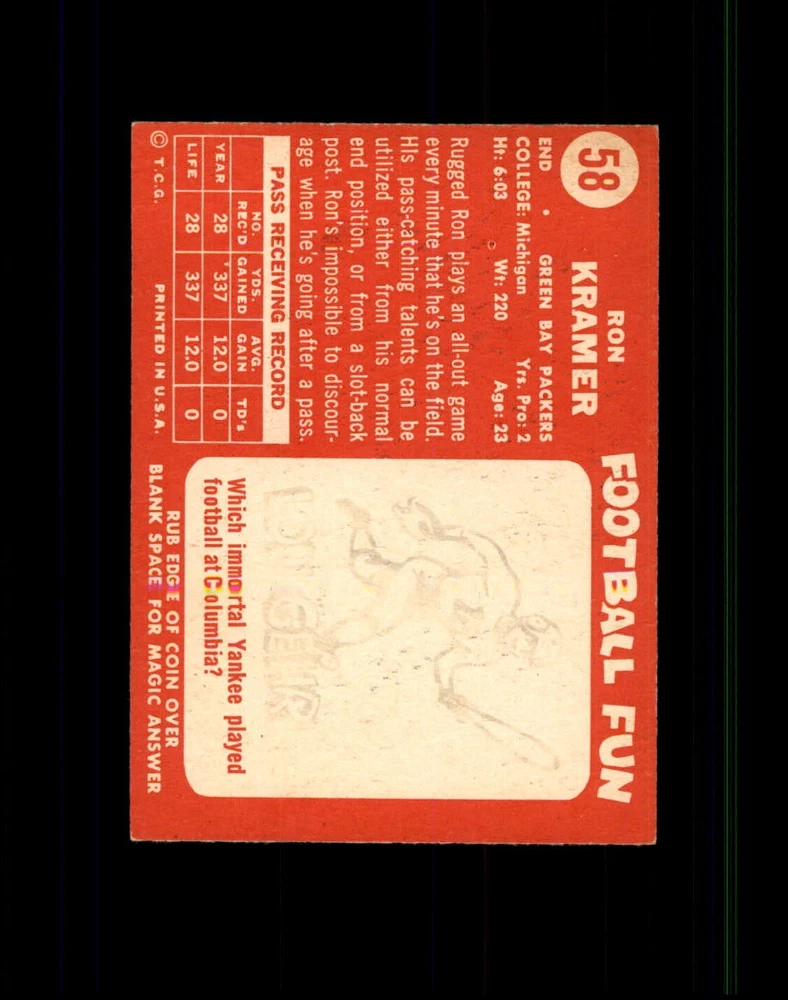 58
RON
KRAMER
END • GREEN BAY PACKERS
COLLEGE: Michigan Yrs. Pro: 2
Ht: 6:03 Wt: 220 Age: 23
Rugged Ron plays an all-out game
every minute that he's on the field.
His pass-catching talents can be
utilized either from his normal
end position, or from a slot-back
post. Ron's impossible to discour-
age when he's going after a pass.
PASS RECEIVING RECORD
NO. REC'D YDS. GAINED AVG. GAIN TD's
YEAR 28 337 12.0 0
LIFE 28 337 12.0 0
© T.C.G. PRINTED IN U.S.A.
FOOTBALL FUN
LOU GEHRIG
Which immortal Yankee played
football at Columbia?
RUB EDGE OF COIN OVER
BLANK SPACE FOR MAGIC ANSWER